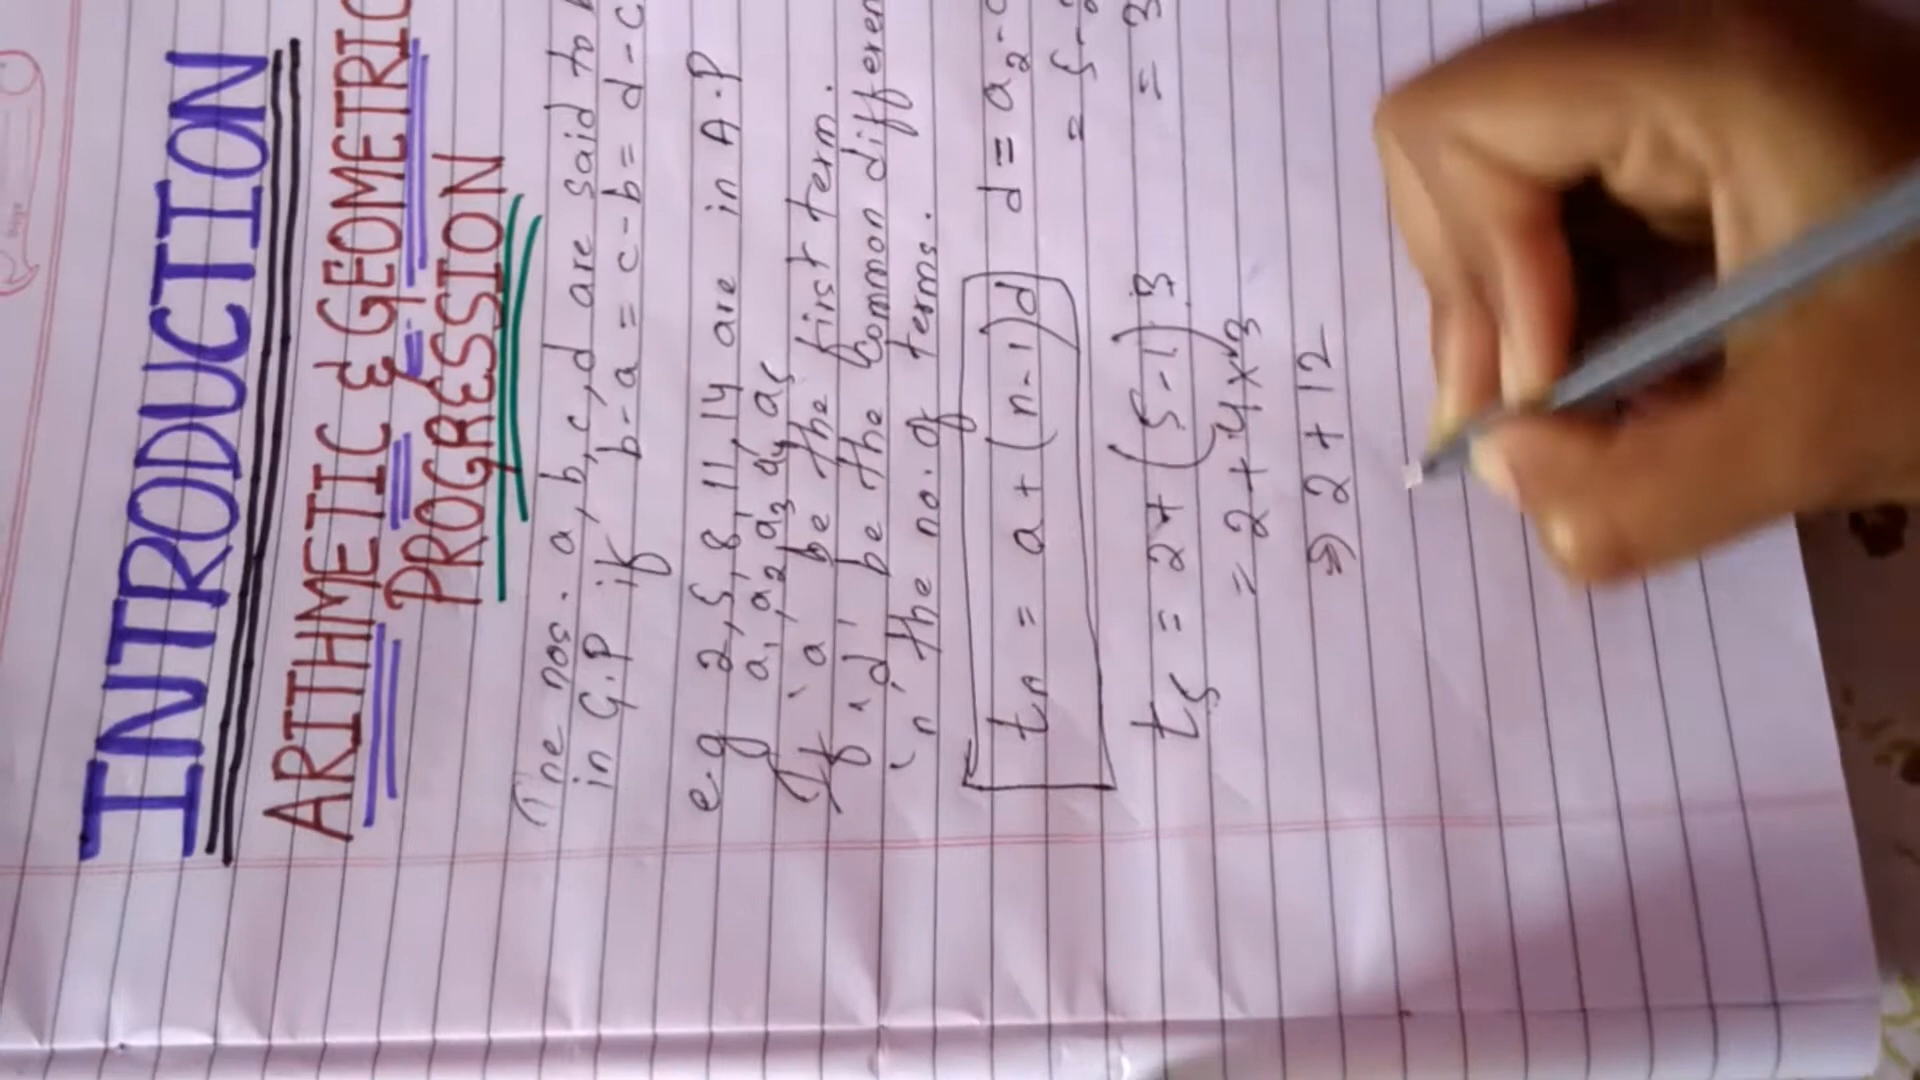 INTRODUCTION
ARITHMETIC & GEOMETRIC
PROGRESSION
The nos. a, b, c, d are said to
in G.P if b-a = c-b = d-c
e.g 2, 5, 8, 11, 14 are in A.P
a₁, a₂, a₃, a₄, a₅
If 'a' be the first term.
'd' be the common
'n' the no. of terms.
tₙ = a + (n-1)d d = a₂-
= 5-
t₅ = 2+ (5-1) 3 = 3
= 2 + 4×3
⇒ 2 + 12